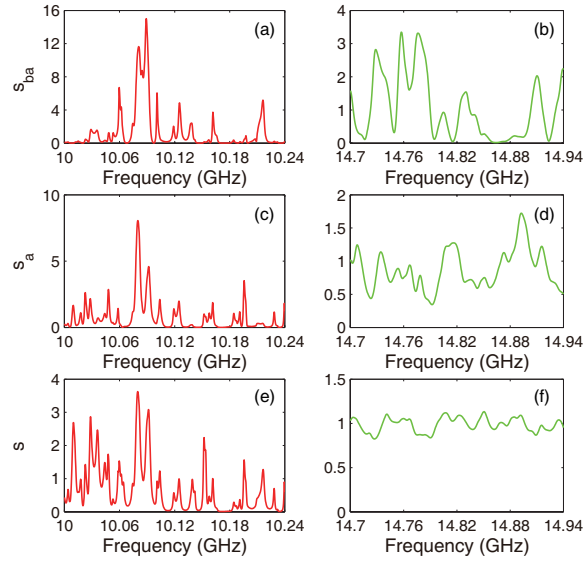 (a)
s_ba
16
12
8
4
0
10 10.06 10.12 10.18 10.24
Frequency (GHz)
(b)
4
3
2
1
0
14.7 14.76 14.82 14.88 14.94
Frequency (GHz)
(c)
s_a
10
5
0
10 10.06 10.12 10.18 10.24
Frequency (GHz)
(d)
2
1.5
1
0.5
0
14.7 14.76 14.82 14.88 14.94
Frequency (GHz)
(e)
s
4
3
2
1
0
10 10.06 10.12 10.18 10.24
Frequency (GHz)
(f)
1.5
1
0.5
0
14.7 14.76 14.82 14.88 14.94
Frequency (GHz)